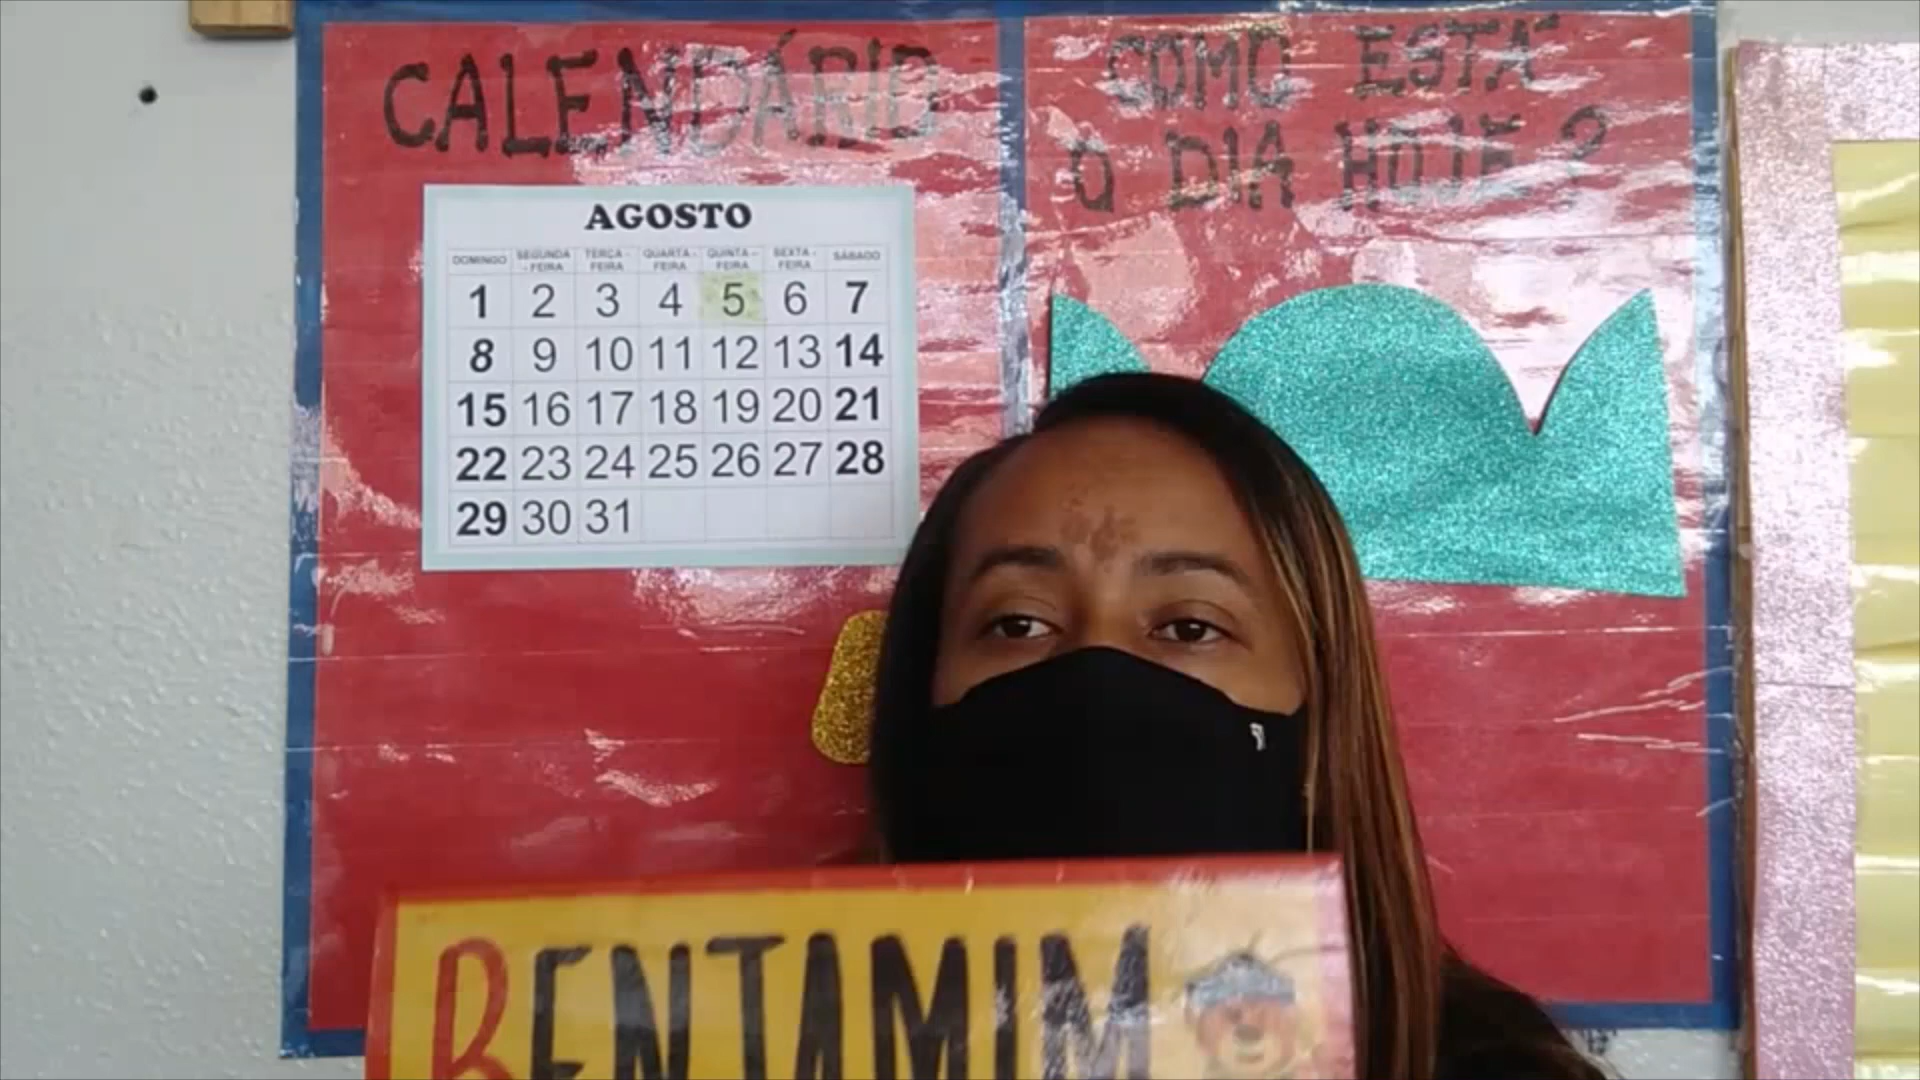 CALENDÁRIO
COMO ESTÁ
O DIA HOJE?
AGOSTO
DOMINGO SEGUNDA - FEIRA TERÇA - FEIRA QUARTA - FEIRA QUINTA - FEIRA SEXTA - FEIRA SÁBADO
1 2 3 4 5 6 7
8 9 10 11 12 13 14
15 16 17 18 19 20 21
22 23 24 25 26 27 28
29 30 31
BENJAMIM